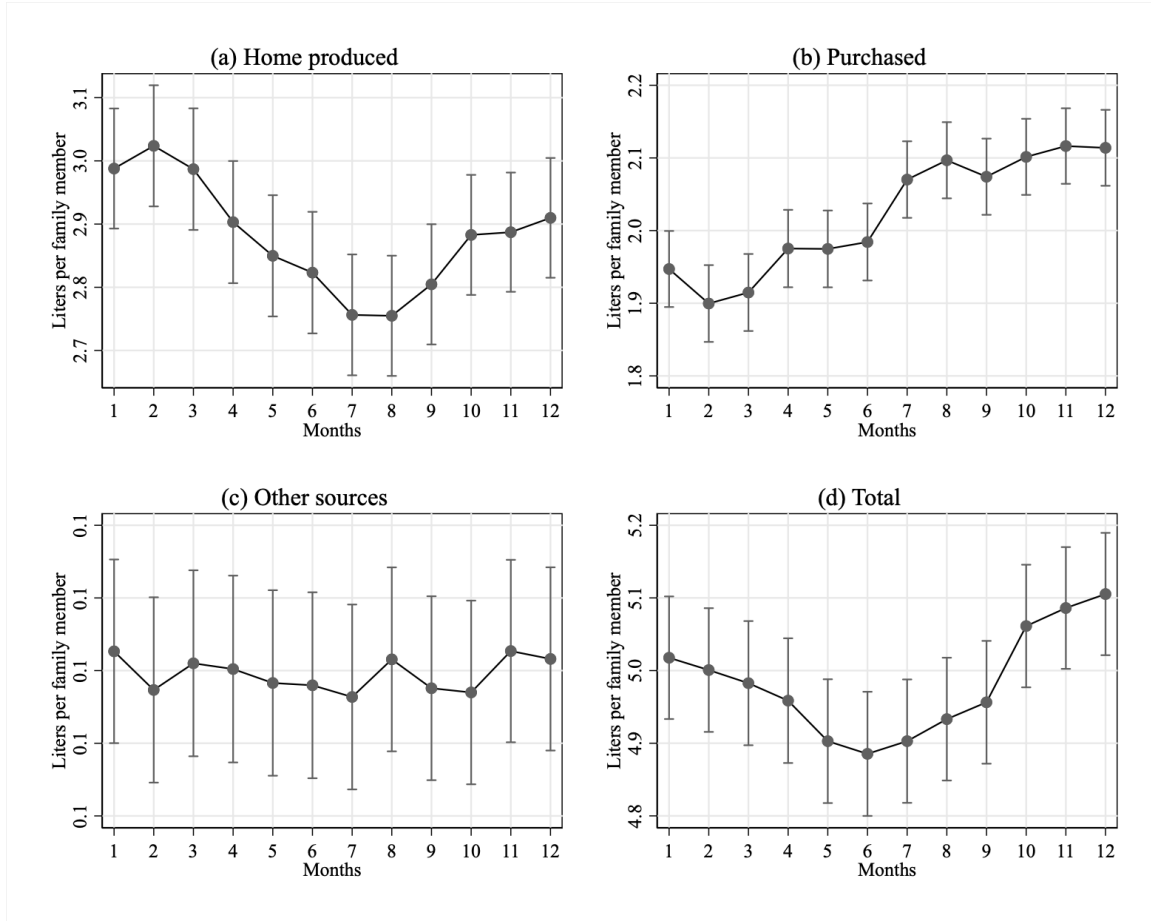 (a) Home produced
Liters per family member
3.1
3.0
2.9
2.8
2.7
1 2 3 4 5 6 7 8 9 10 11 12
Months
(b) Purchased
Liters per family member
2.2
2.1
2.0
1.9
1.8
1 2 3 4 5 6 7 8 9 10 11 12
Months
(c) Other sources
Liters per family member
0.1
0.1
0.1
0.1
0.1
1 2 3 4 5 6 7 8 9 10 11 12
Months
(d) Total
Liters per family member
5.2
5.1
5.0
4.9
4.8
1 2 3 4 5 6 7 8 9 10 11 12
Months